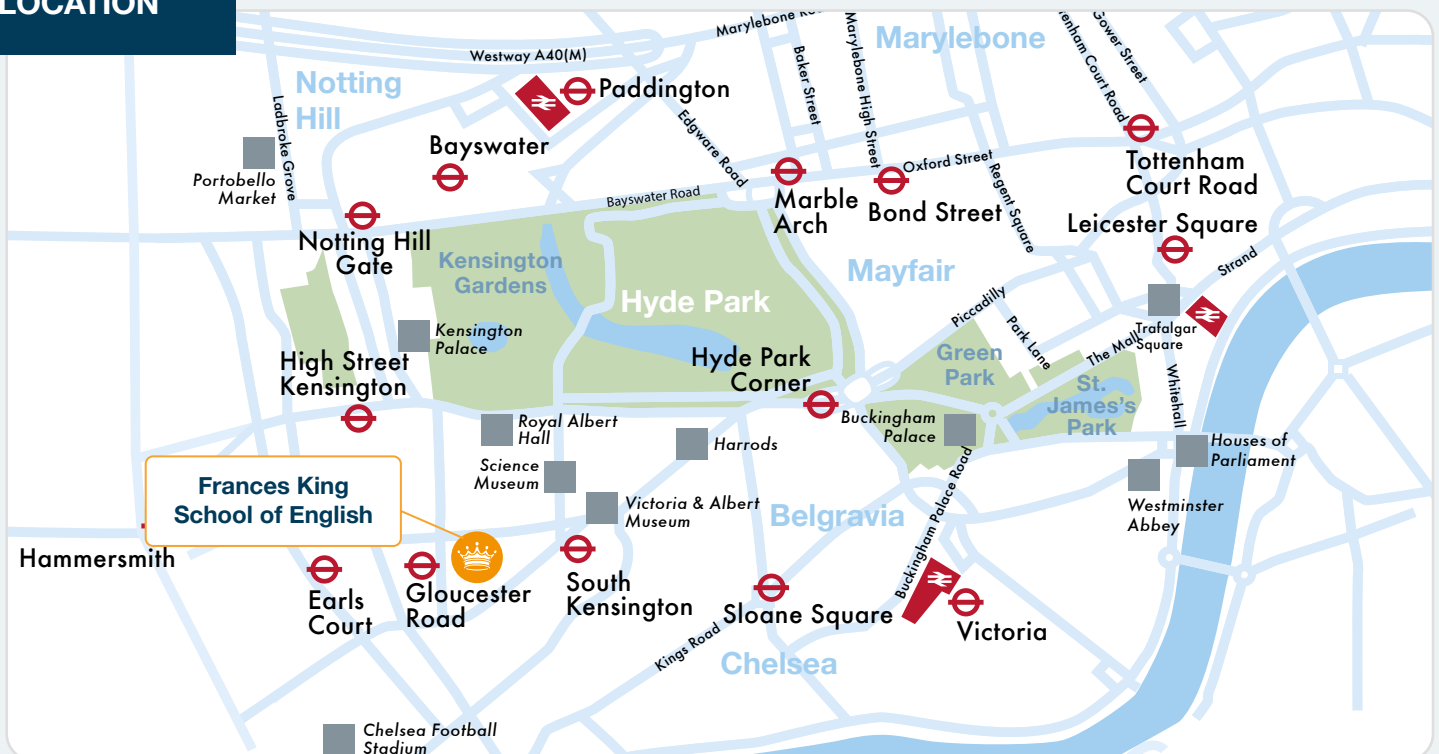 LOCATION
Westway A40(M)
Marylebone
Marylebone
Notting
Hill
Ladbroke Grove
Portobello
Market
Paddington
Bayswater
Edgware Road
Baker Street
Marylebone High Street
Tottenham
Court Road
Court Road
Gower Street
Oxford Street
Regent Square
Bayswater Road
Marble
Arch
Bond Street
Leicester Square
Notting Hill
Gate
Kensington
Gardens
Hyde Park
Mayfair
Strand
Piccadilly
Park Lane
Trafalgar
Square
The Mall
Whitehall
Kensington
Palace
High Street
Kensington
Hyde Park
Corner
Green
Park
St.
James's
Park
Royal Albert
Hall
Harrods
Buckingham
Palace
Houses of
Parliament
Science
Museum
Victoria & Albert
Museum
Westminster
Abbey
Frances King
School of English
Belgravia
Buckingham Palace Road
Hammersmith
Earls
Court
Gloucester
Road
South
Kensington
Sloane Square
Victoria
Kings Road
Chelsea
Chelsea Football
Stadium